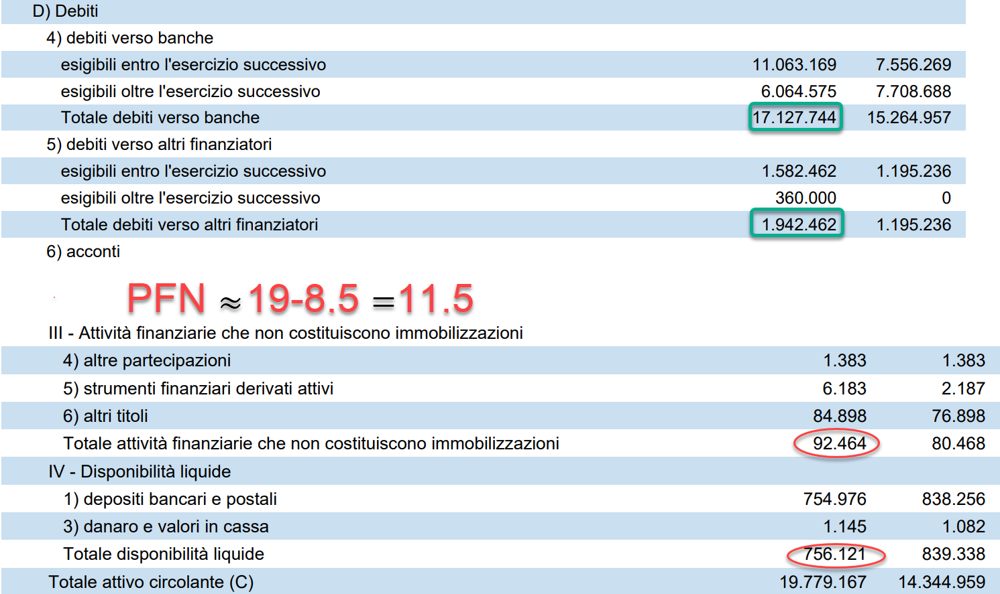 D) Debiti
4) debiti verso banche
esigibili entro l'esercizio successivo 11.063.169 7.556.269
esigibili oltre l'esercizio successivo 6.064.575 7.708.688
Totale debiti verso banche 17.127.744 15.264.957
5) debiti verso altri finanziatori
esigibili entro l'esercizio successivo 1.582.462 1.195.236
esigibili oltre l'esercizio successivo 360.000 0
Totale debiti verso altri finanziatori 1.942.462 1.195.236
6) acconti
PFN ≈ 19-8.5 = 11.5
III - Attività finanziarie che non costituiscono immobilizzazioni
4) altre partecipazioni 1.383 1.383
5) strumenti finanziari derivati attivi 6.183 2.187
6) altri titoli 84.898 76.898
Totale attività finanziarie che non costituiscono immobilizzazioni 92.464 80.468
IV - Disponibilità liquide
1) depositi bancari e postali 754.976 838.256
3) danaro e valori in cassa 1.145 1.082
Totale disponibilità liquide 756.121 839.338
Totale attivo circolante (C) 19.779.167 14.344.959